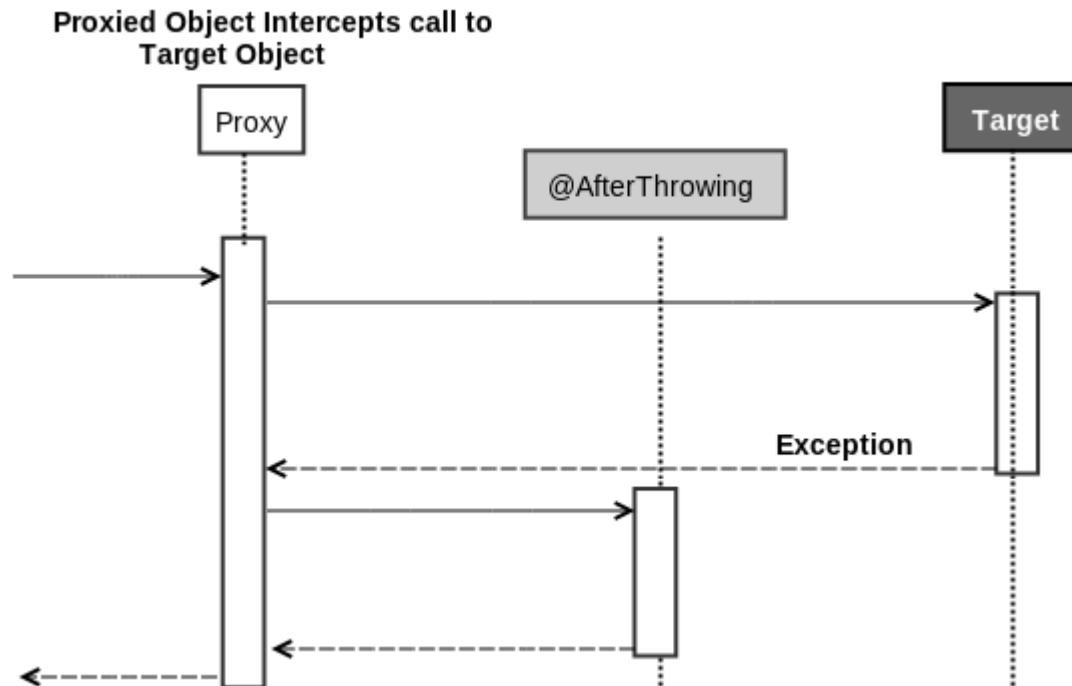 Proxied Object Intercepts call to
Target Object
Proxy
Target
@AfterThrowing
Exception